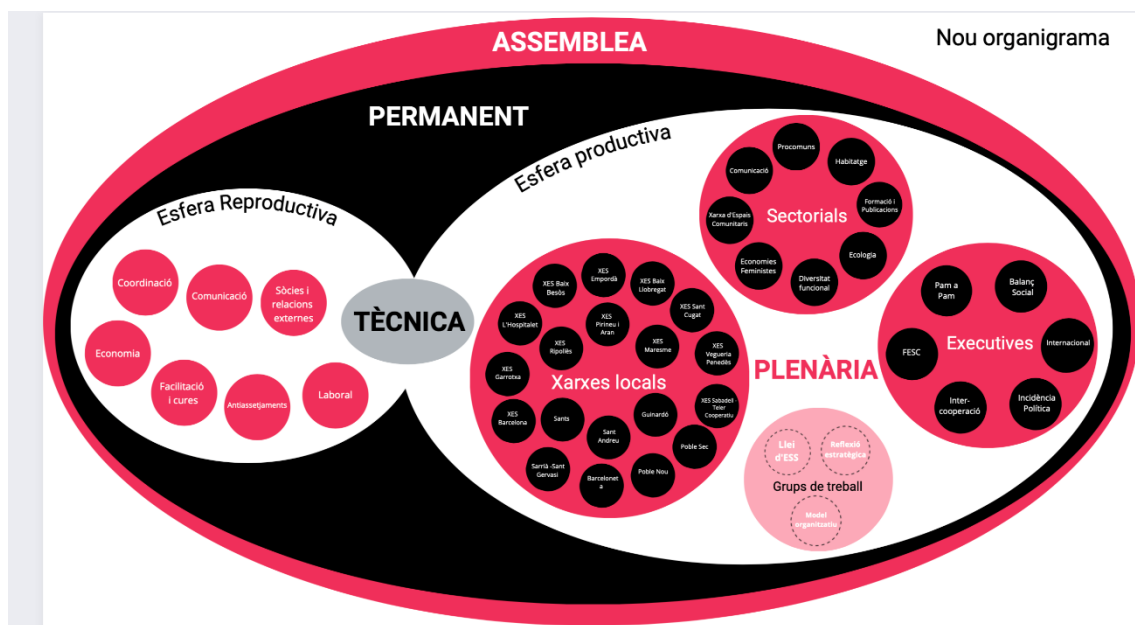 ASSEMBLEA
Nou organigrama
PERMANENT
Esfera Reproductiva
Coordinació
Comunicació
Sòcies i
relacions
externes
Economia
Facilitació
i cures
Antiassetjaments
Laboral
TÈCNICA
Esfera productiva
Procomuns
Comunicació
Habitatge
Xarxa d'Espais
Comunitaris
Sectorials
Formació i
Publicacions
Economies
Feministes
Diversitat
funcional
Ecologia
XES Baix
Besòs
XES
Empordà
XES Baix
Llobregat
XES
L'Hospitalet
XES
Pirineu i
Aran
XES Sant
Cugat
XES
Ripollès
XES
Maresme
XES
Vegueria
Penedès
XES
Garrotxa
Xarxes locals
XES
Barcelona
Sants
Sant
Andreu
Guinardó
XES Sabadell -
Teler
Cooperatiu
Sarrià -Sant
Gervasi
Barcelonet
a
Poble Nou
Poble Sec
PLENÀRIA
Pam a
Pam
Balanç
Social
FESC
Executives
Internacional
Inter-
cooperació
Incidència
Política
Llei
d'ESS
Reflexió
estratègica
Grups de treball
Model
organitzatiu